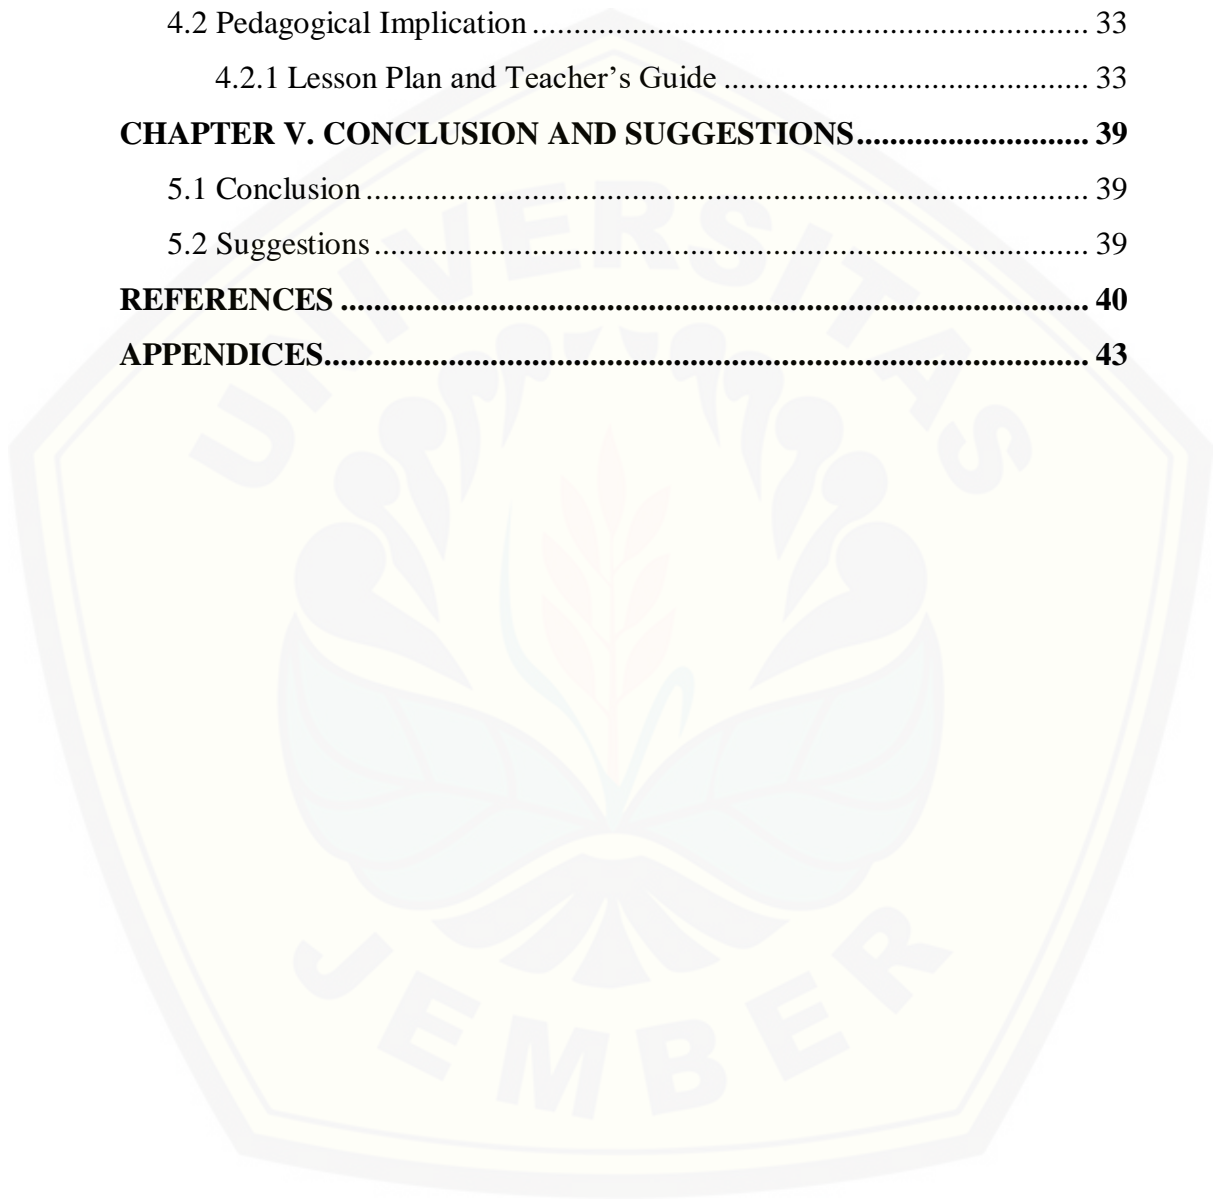 4.2 Pedagogical Implication ........................................................................ 33
4.2.1 Lesson Plan and Teacher’s Guide ............................................... 33
CHAPTER V. CONCLUSION AND SUGGESTIONS............................ 39
5.1 Conclusion ............................................................................................. 39
5.2 Suggestions ............................................................................................ 39
REFERENCES ........................................................................................... 40
APPENDICES............................................................................................. 43
UNIVERSITAS
JEMBER